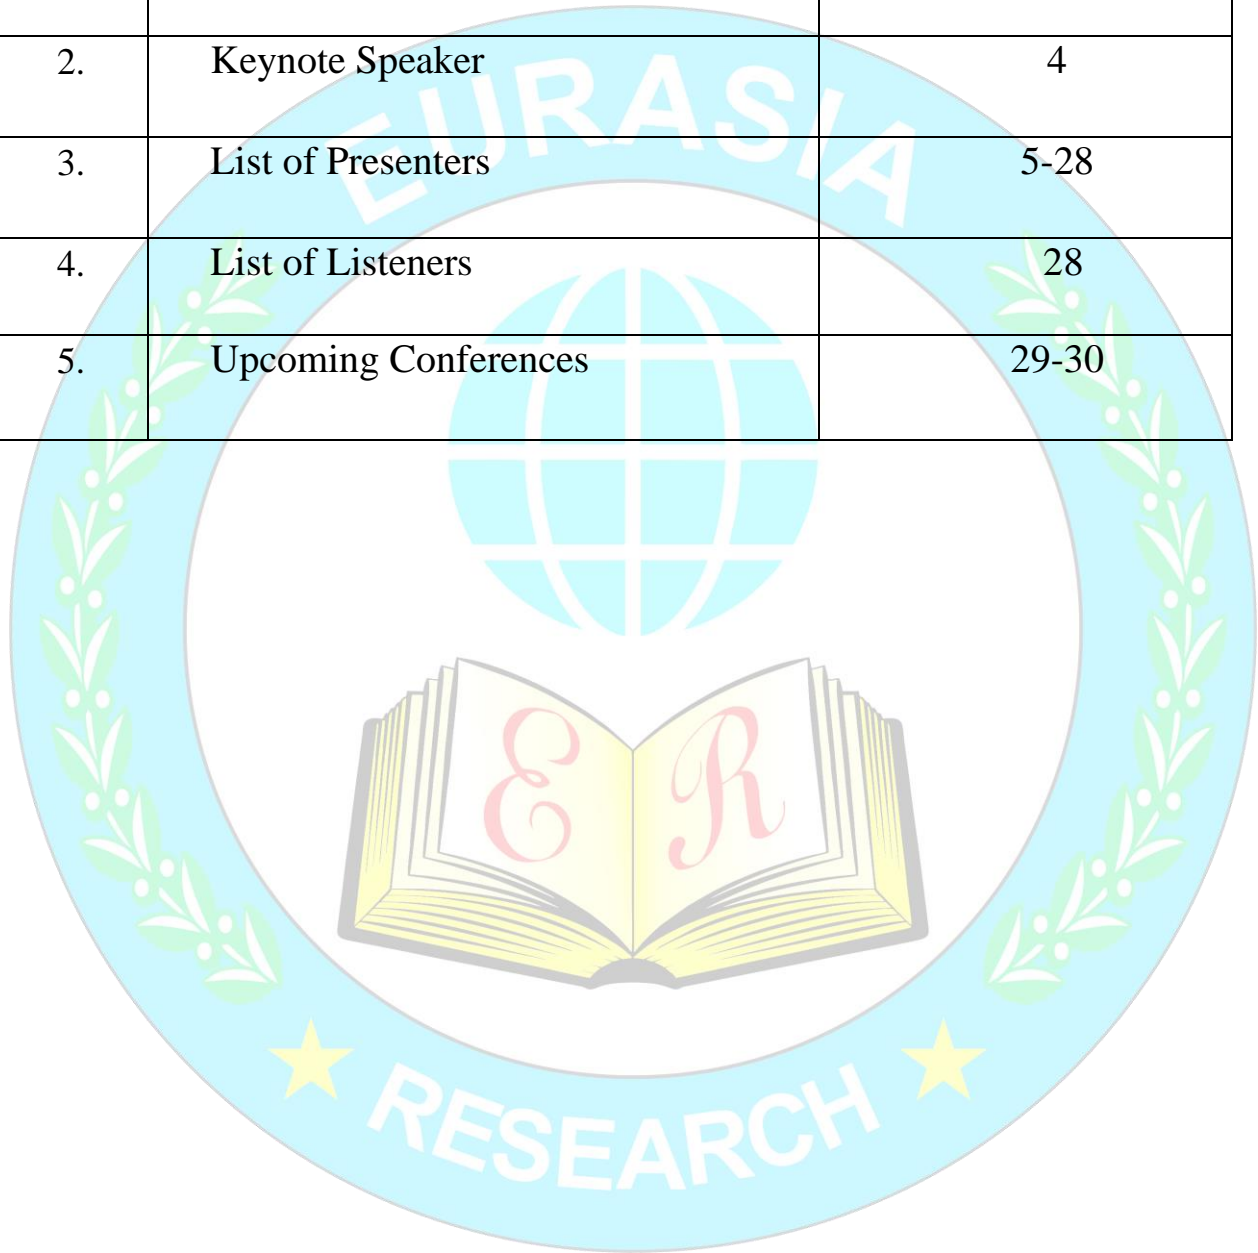 2. Keynote Speaker 4
3. List of Presenters 5-28
4. List of Listeners 28
5. Upcoming Conferences 29-30
EURASIA
E R
RESEARCH